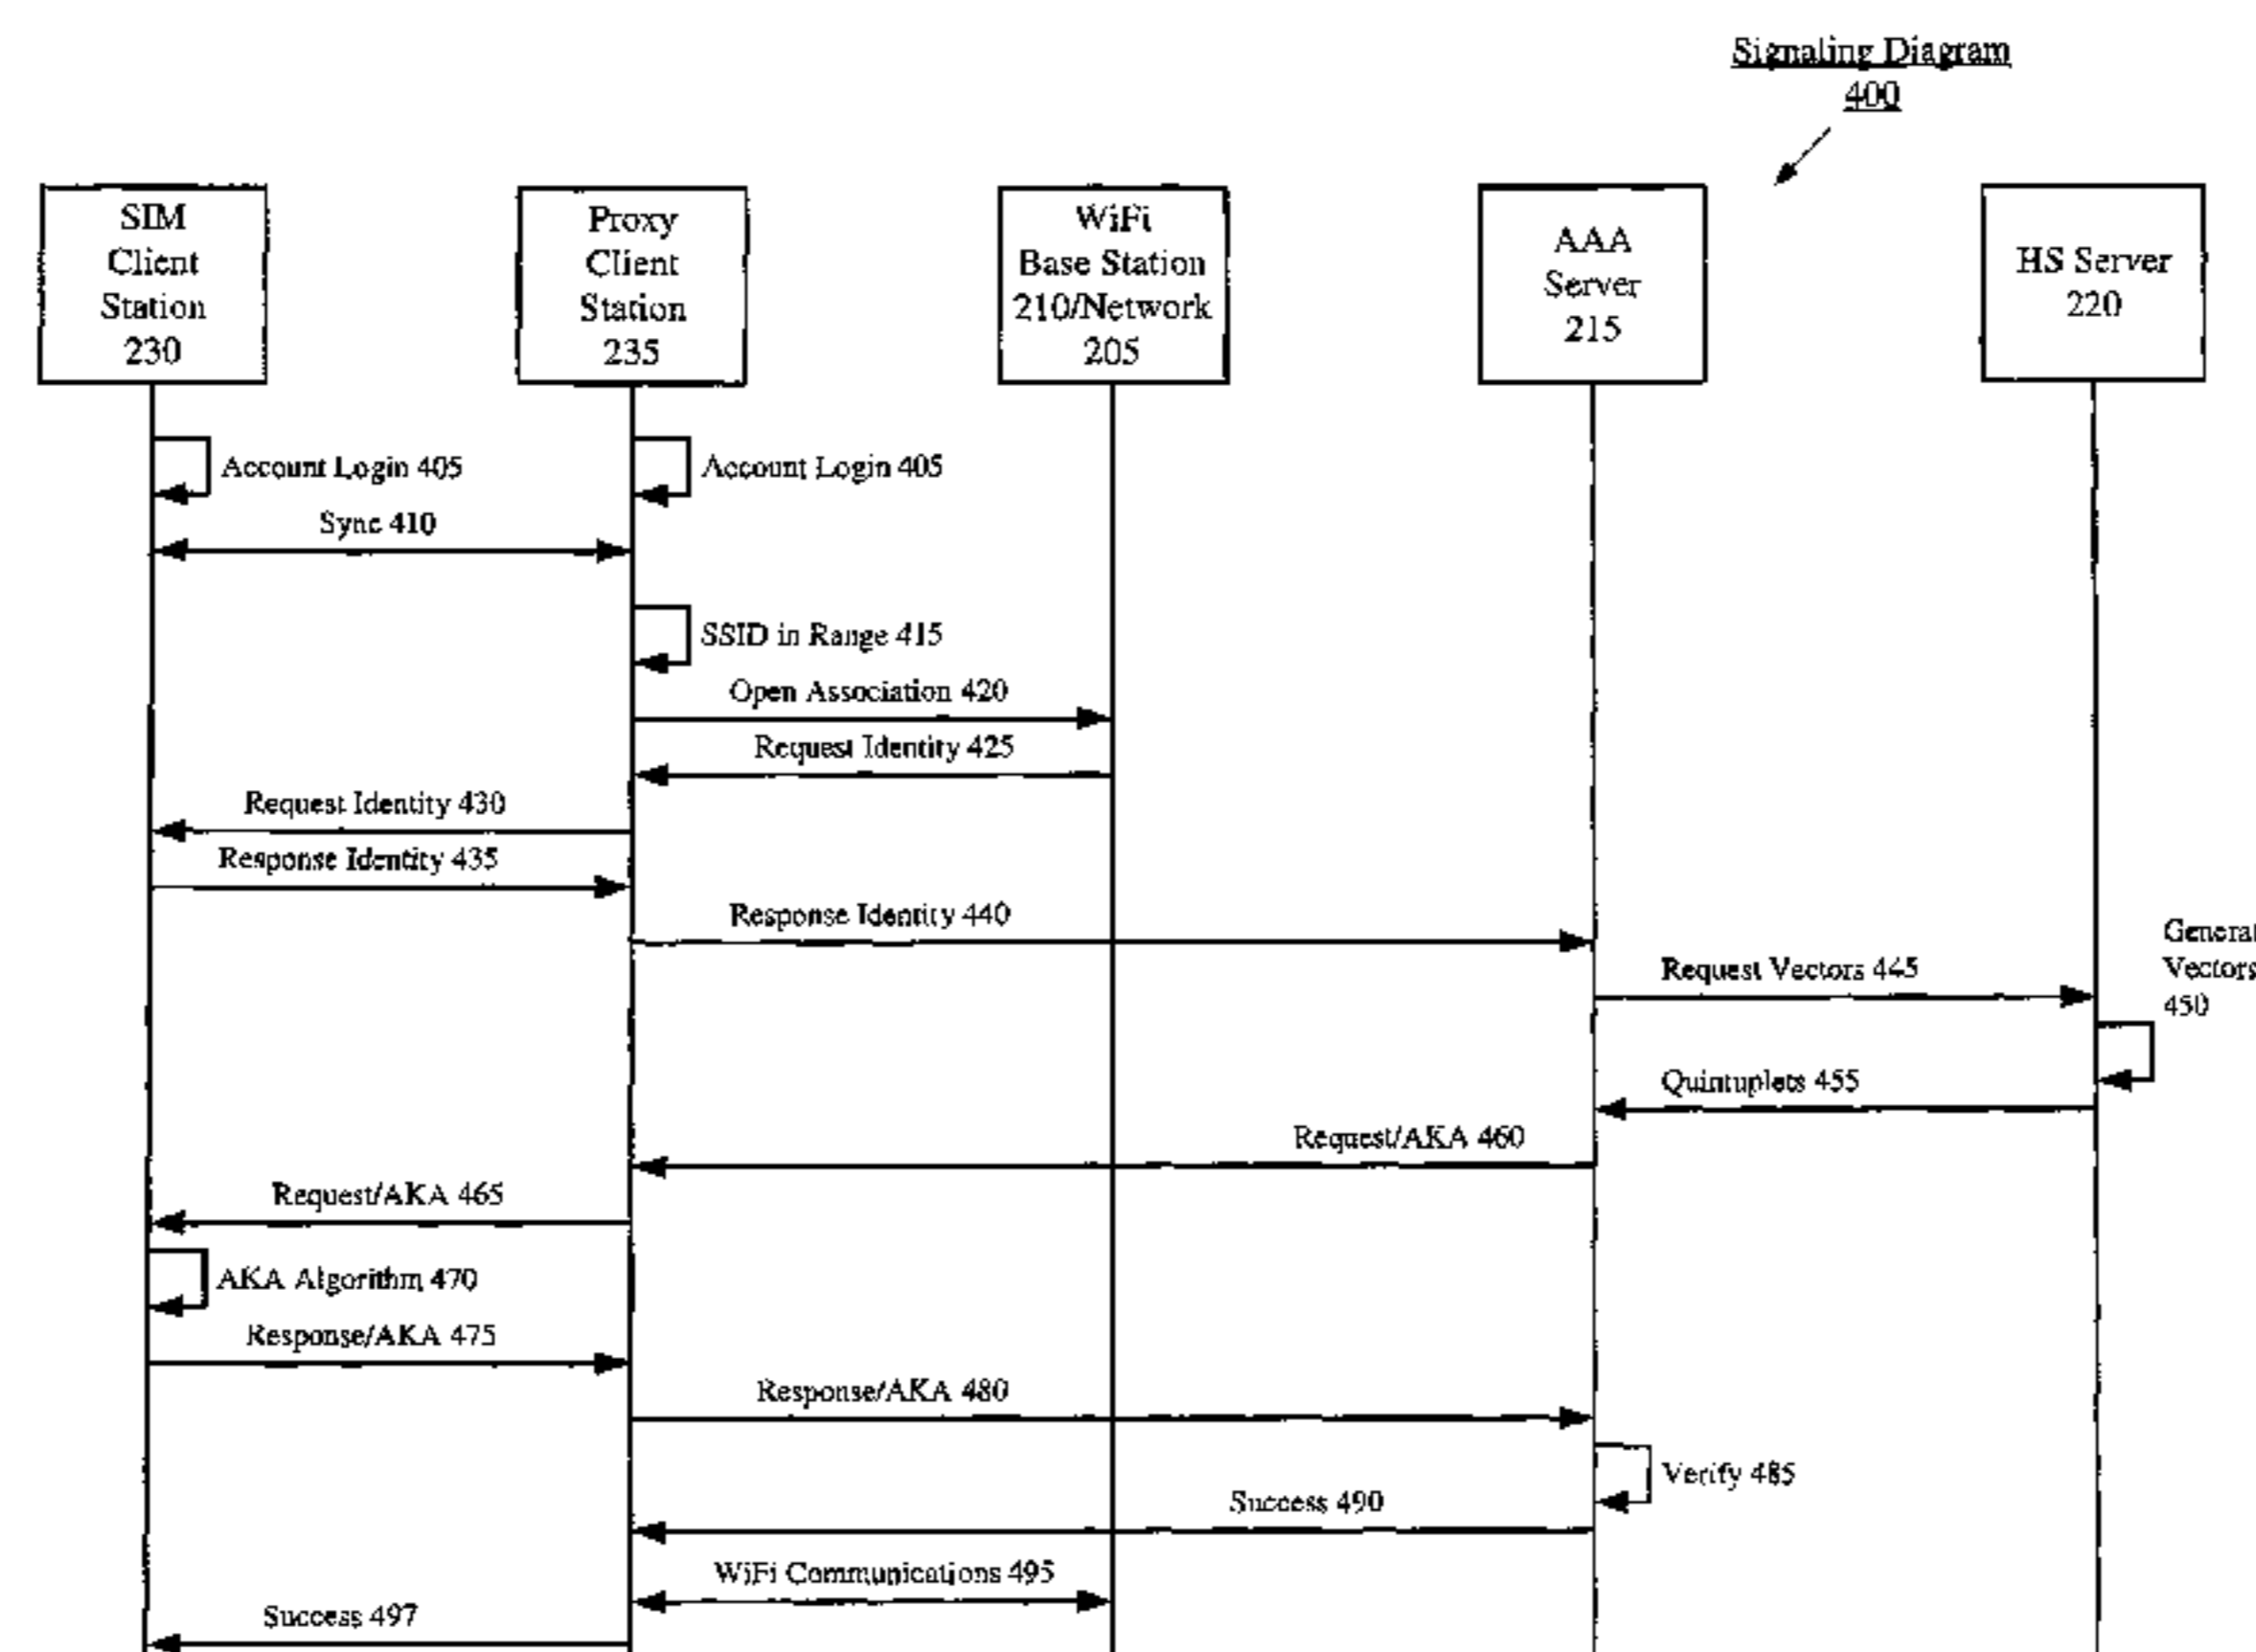 Signaling Diagram
400
SIM
Client
Station
230
Proxy
Client
Station
235
WiFi
Base Station
210/Network
205
AAA
Server
215
HS Server
220
Account Login 405
Account Login 405
Sync 410
SSID in Range 415
Open Association 420
Request Identity 425
Request Identity 430
Response Identity 435
Response Identity 440
Request Vectors 445
Generat
Vectors
450
Quintuplets 455
Request/AKA 460
Request/AKA 465
AKA Algorithm 470
Response/AKA 475
Response/AKA 480
Verify 485
Success 490
WiFi Communications 495
Success 497